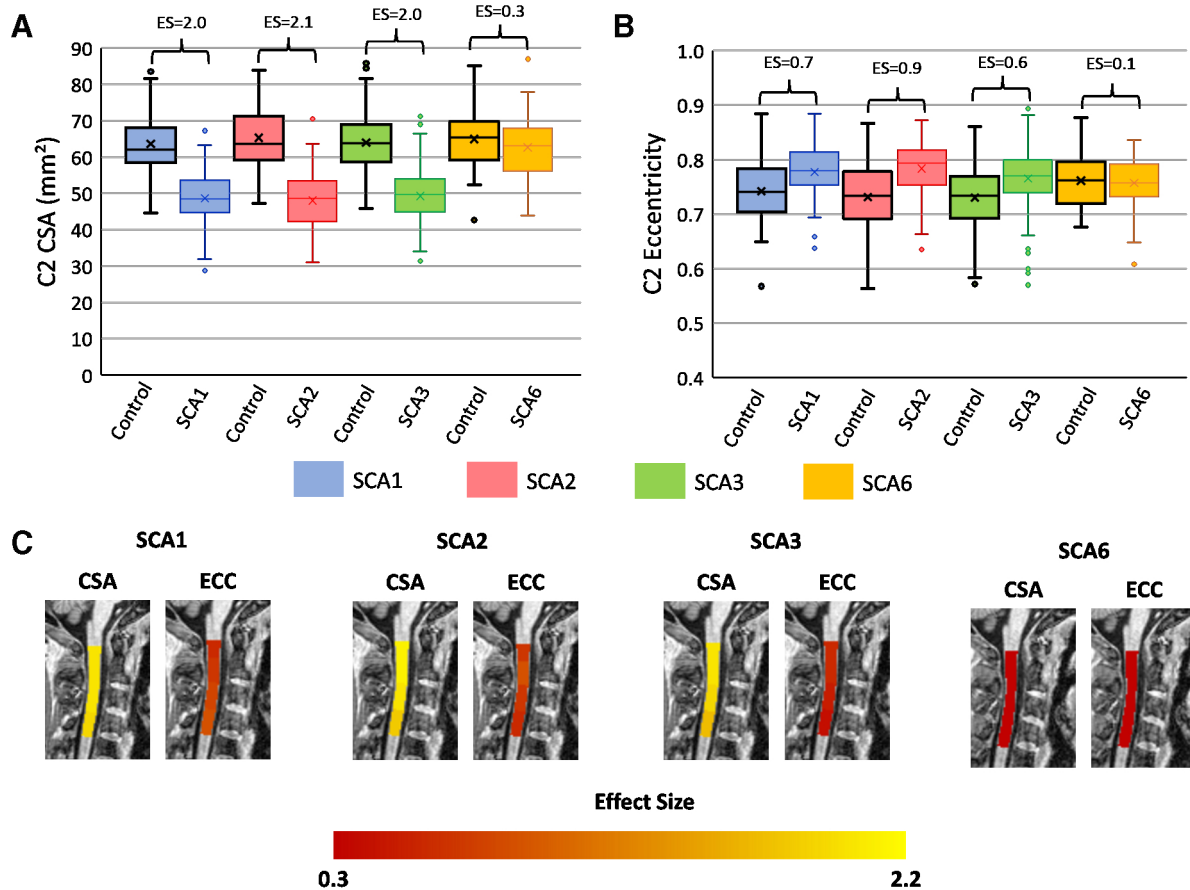 A
ES=2.0
ES=2.1
ES=2.0
ES=0.3
C2 CSA (mm²)
90
80
70
60
50
40
30
20
10
0
Control
SCA1
Control
SCA2
Control
SCA3
Control
SCA6
B
ES=0.7
ES=0.9
ES=0.6
ES=0.1
C2 Eccentricity
1.0
0.9
0.8
0.7
0.6
0.5
0.4
Control
SCA1
Control
SCA2
Control
SCA3
Control
SCA6
SCA1 SCA2 SCA3 SCA6
C
SCA1 SCA2 SCA3 SCA6
CSA ECC CSA ECC CSA ECC CSA ECC
Effect Size
0.3 2.2